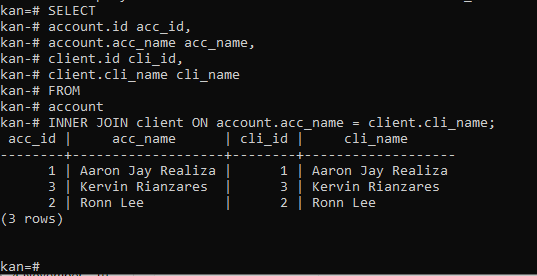 kan=# SELECT
kan-# account.id acc_id,
kan-# account.acc_name acc_name,
kan-# client.id cli_id,
kan-# client.cli_name cli_name
kan-# FROM
kan-# account
kan-# INNER JOIN client ON account.acc_name = client.cli_name;
 acc_id |     acc_name      | cli_id |     cli_name
--------+-------------------+--------+-------------------
      1 | Aaron Jay Realiza |      1 | Aaron Jay Realiza
      3 | Kervin Rianzares  |      3 | Kervin Rianzares
      2 | Ronn Lee          |      2 | Ronn Lee
(3 rows)
kan=#